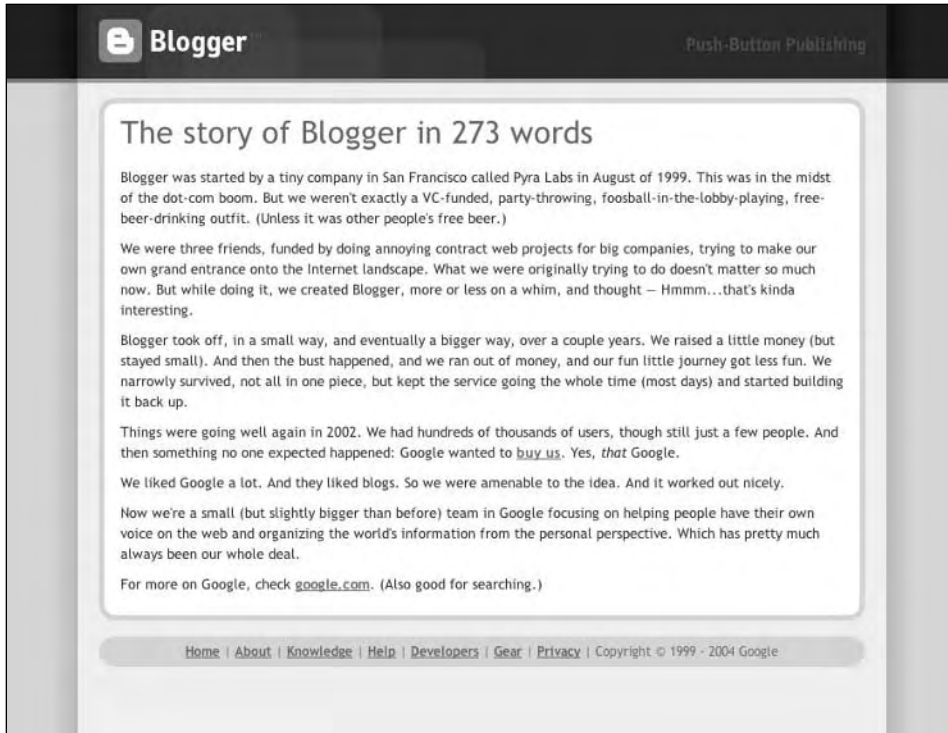 Blogger™
Push-Button Publishing
The story of Blogger in 273 words
Blogger was started by a tiny company in San Francisco called Pyra Labs in August of 1999. This was in the midst
of the dot-com boom. But we weren't exactly a VC-funded, party-throwing, foosball-in-the-lobby-playing, free-
beer-drinking outfit. (Unless it was other people's free beer.)
We were three friends, funded by doing annoying contract web projects for big companies, trying to make our
own grand entrance onto the Internet landscape. What we were originally trying to do doesn't matter so much
now. But while doing it, we created Blogger, more or less on a whim, and thought — Hmmm...that's kinda
interesting.
Blogger took off, in a small way, and eventually a bigger way, over a couple years. We raised a little money (but
stayed small). And then the bust happened, and we ran out of money, and our fun little journey got less fun. We
narrowly survived, not all in one piece, but kept the service going the whole time (most days) and started building
it back up.
Things were going well again in 2002. We had hundreds of thousands of users, though still just a few people. And
then something no one expected happened: Google wanted to buy us. Yes, that Google.
We liked Google a lot. And they liked blogs. So we were amenable to the idea. And it worked out nicely.
Now we're a small (but slightly bigger than before) team in Google focusing on helping people have their own
voice on the web and organizing the world's information from the personal perspective. Which has pretty much
always been our whole deal.
For more on Google, check google.com. (Also good for searching.)
Home | About | Knowledge | Help | Developers | Gear | Privacy | Copyright © 1999 - 2004 Google